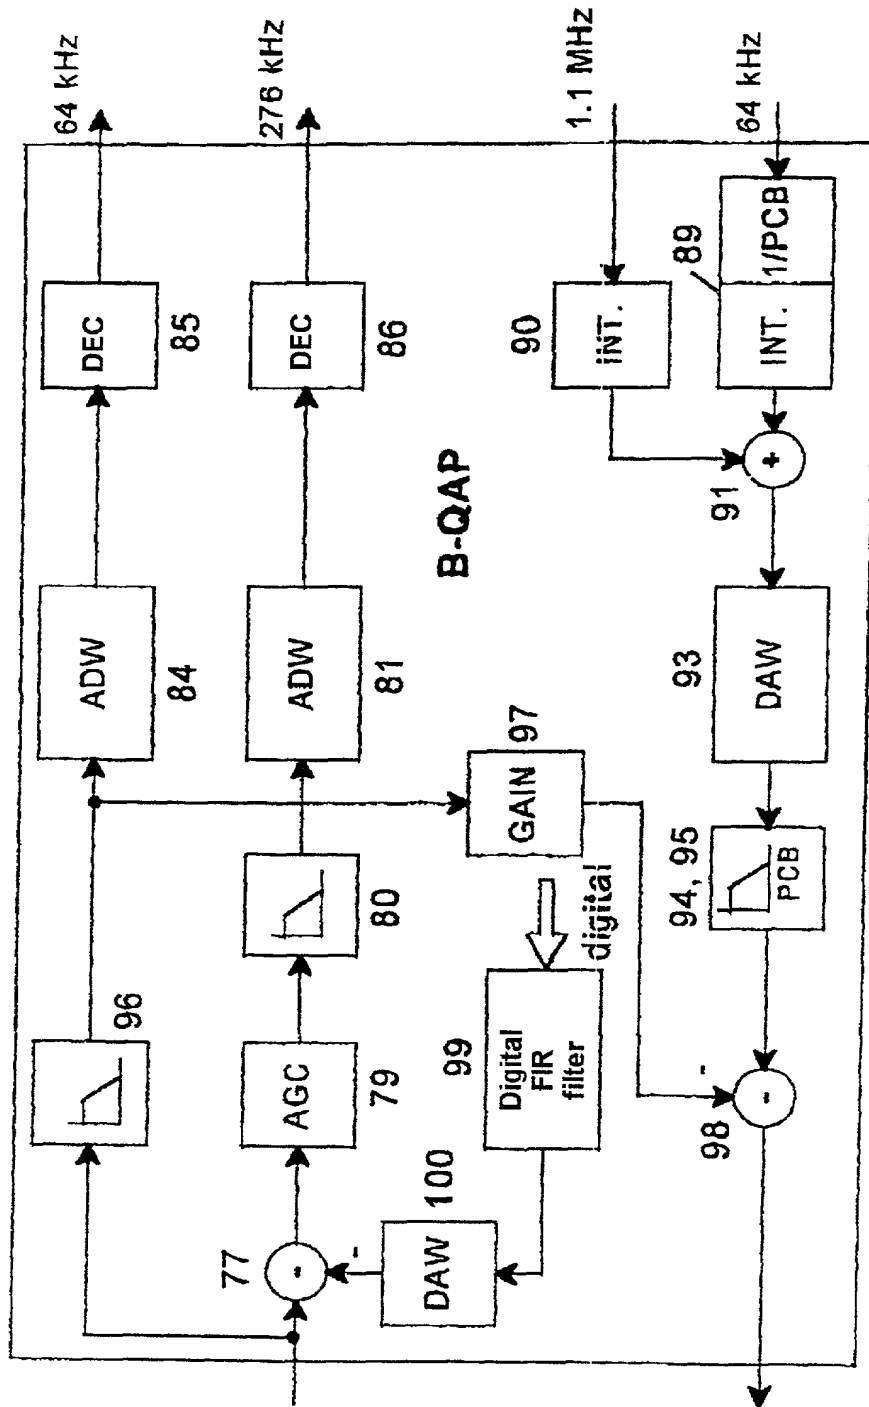 64 kHz
276 kHz
1.1 MHz
64 kHz
96
ADW
84
DEC
85
77
-
AGC
79
80
ADW
81
DEC
86
-
DAW
100
Digital
FIR
filter
99
digital
GAIN
97
B-QAP
INT.
90
98
-
-
PCB
94, 95
DAW
93
91
+
INT.
1/PCB
89